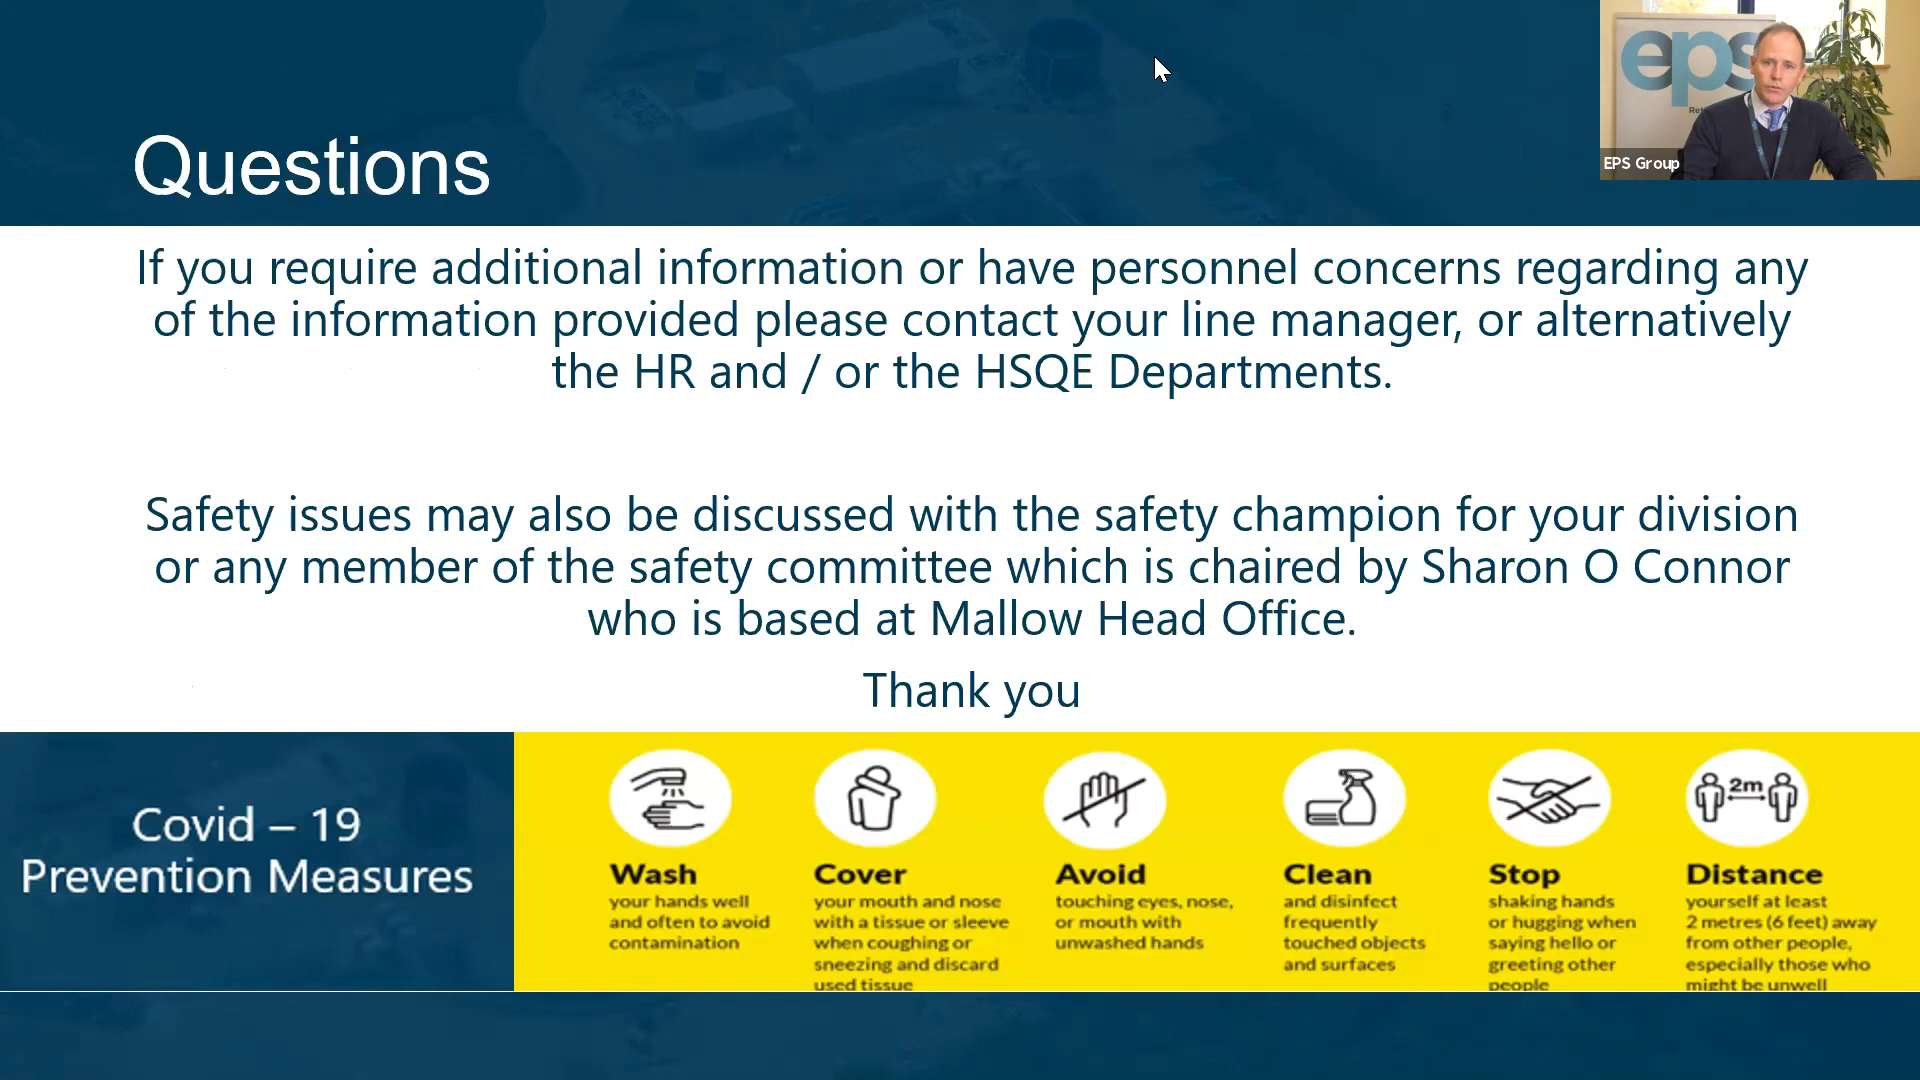 eps
EPS Group
Questions
If you require additional information or have personnel concerns regarding any
of the information provided please contact your line manager, or alternatively
the HR and / or the HSQE Departments.
Safety issues may also be discussed with the safety champion for your division
or any member of the safety committee which is chaired by Sharon O Connor
who is based at Mallow Head Office.
Thank you
Covid – 19
Prevention Measures
Wash
your hands well
and often to avoid
contamination
Cover
your mouth and nose
with a tissue or sleeve
when coughing or
sneezing and discard
used tissue
Avoid
touching eyes, nose,
or mouth with
unwashed hands
Clean
and disinfect
frequently
touched objects
and surfaces
Stop
shaking hands
or hugging when
saying hello or
greeting other
people
2m
Distance
yourself at least
2 metres (6 feet) away
from other people,
especially those who
might be unwell